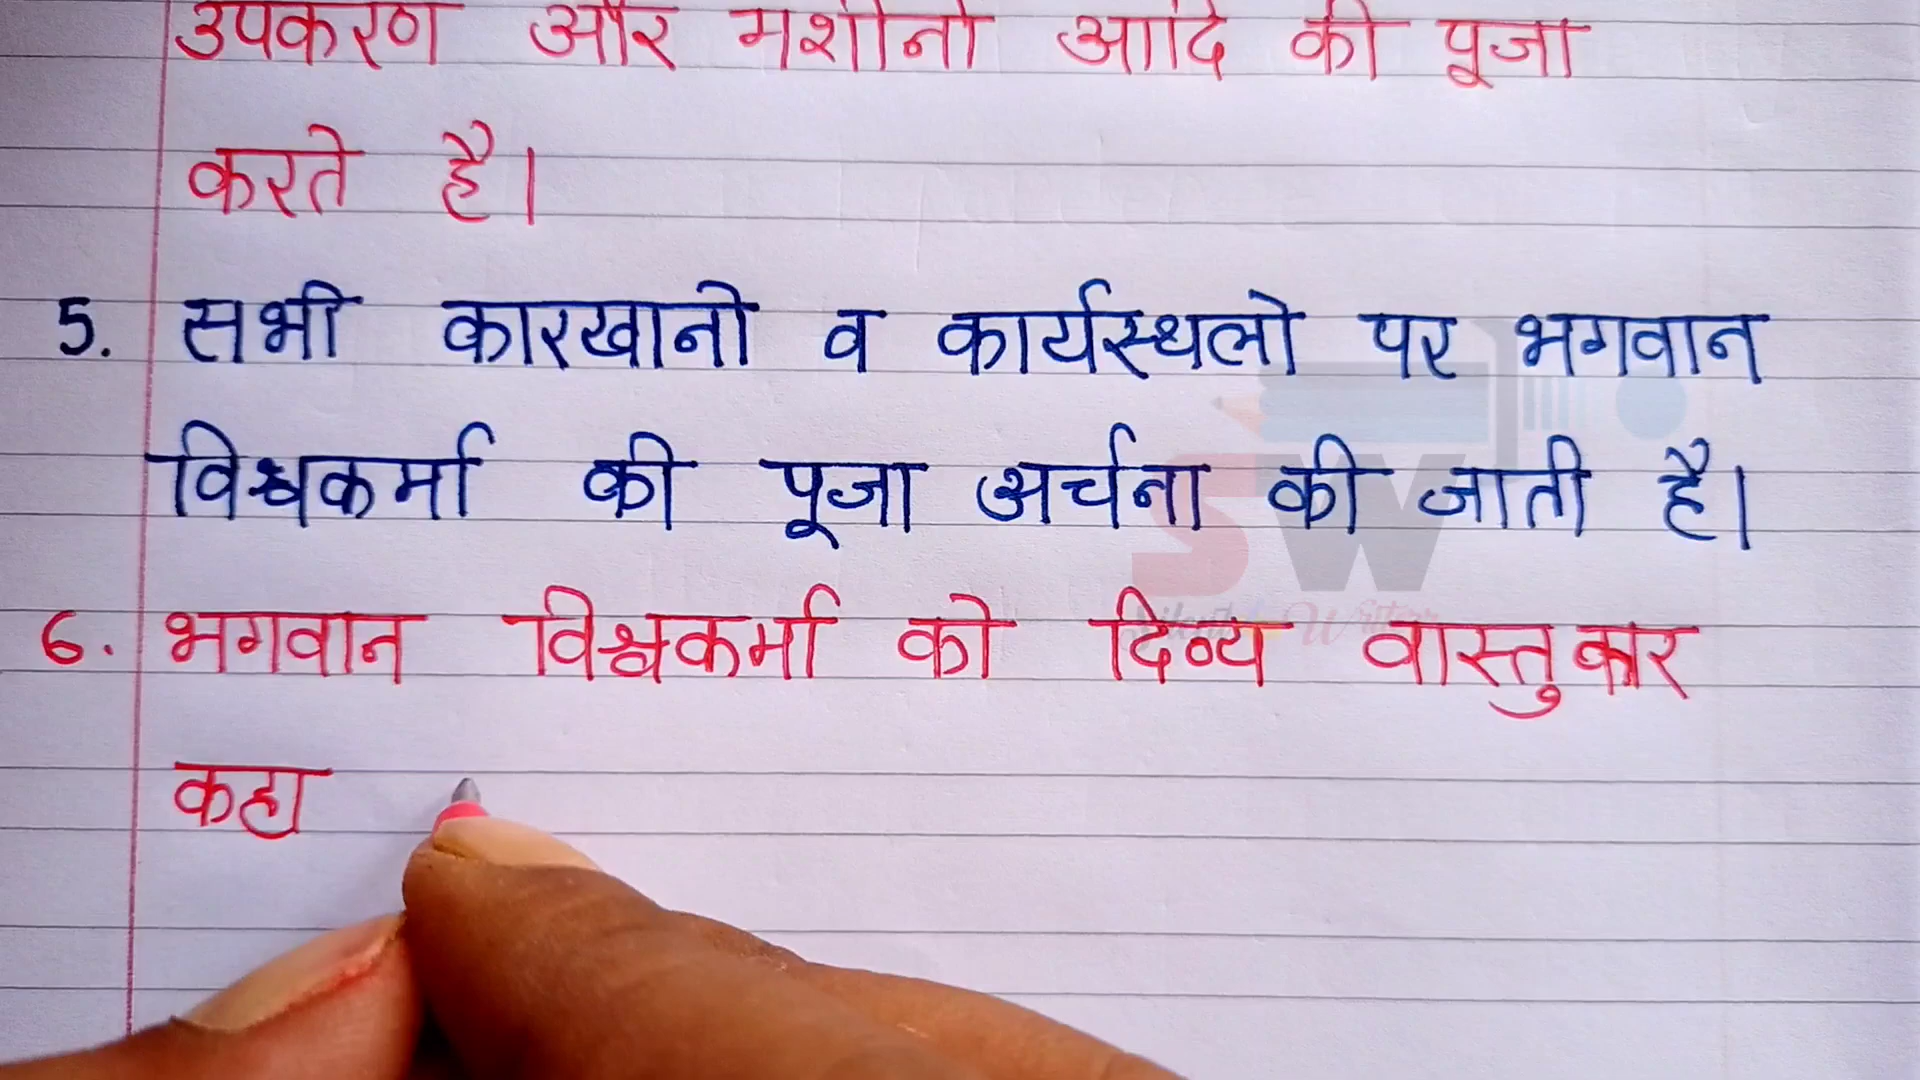 उपकरण और मशीनो आदि की पूजा
करते है।
5. सभी कारखानो व कार्यस्थलो पर भगवान
विश्वकर्मा की पूजा अर्चना की जाती है।
SW
6. भगवान विश्वकर्मा को दिव्य वास्तुकार
कहा